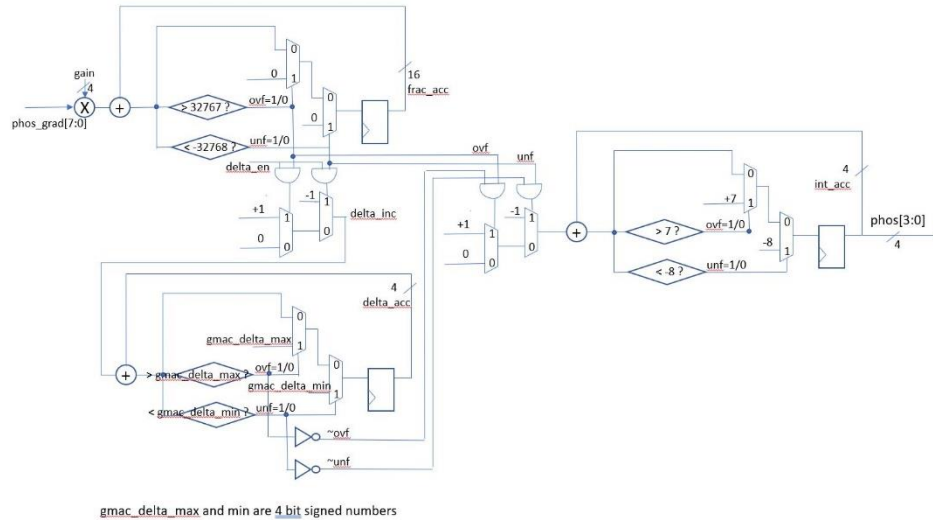 gain
4
phos_grad[7:0]
X
+
> 32767 ?
ovf=1/0
< -32768 ?
unf=1/0
0
0
1
0
0
1
16
frac_acc
delta_en
ovf
unf
+1
0
1
0
-1
1
0
delta_inc
+1
0
1
0
-1
1
0
+
> 7 ?
ovf=1/0
< -8 ?
unf=1/0
+7
0
1
-8
0
1
4
int_acc
phos[3:0]
4
+
> gmac_delta_max ?
ovf=1/0
< gmac_delta_min ?
unf=1/0
gmac_delta_max
0
1
gmac_delta_min
0
1
4
delta_acc
~ovf
~unf
gmac_delta_max and min are 4 bit signed numbers